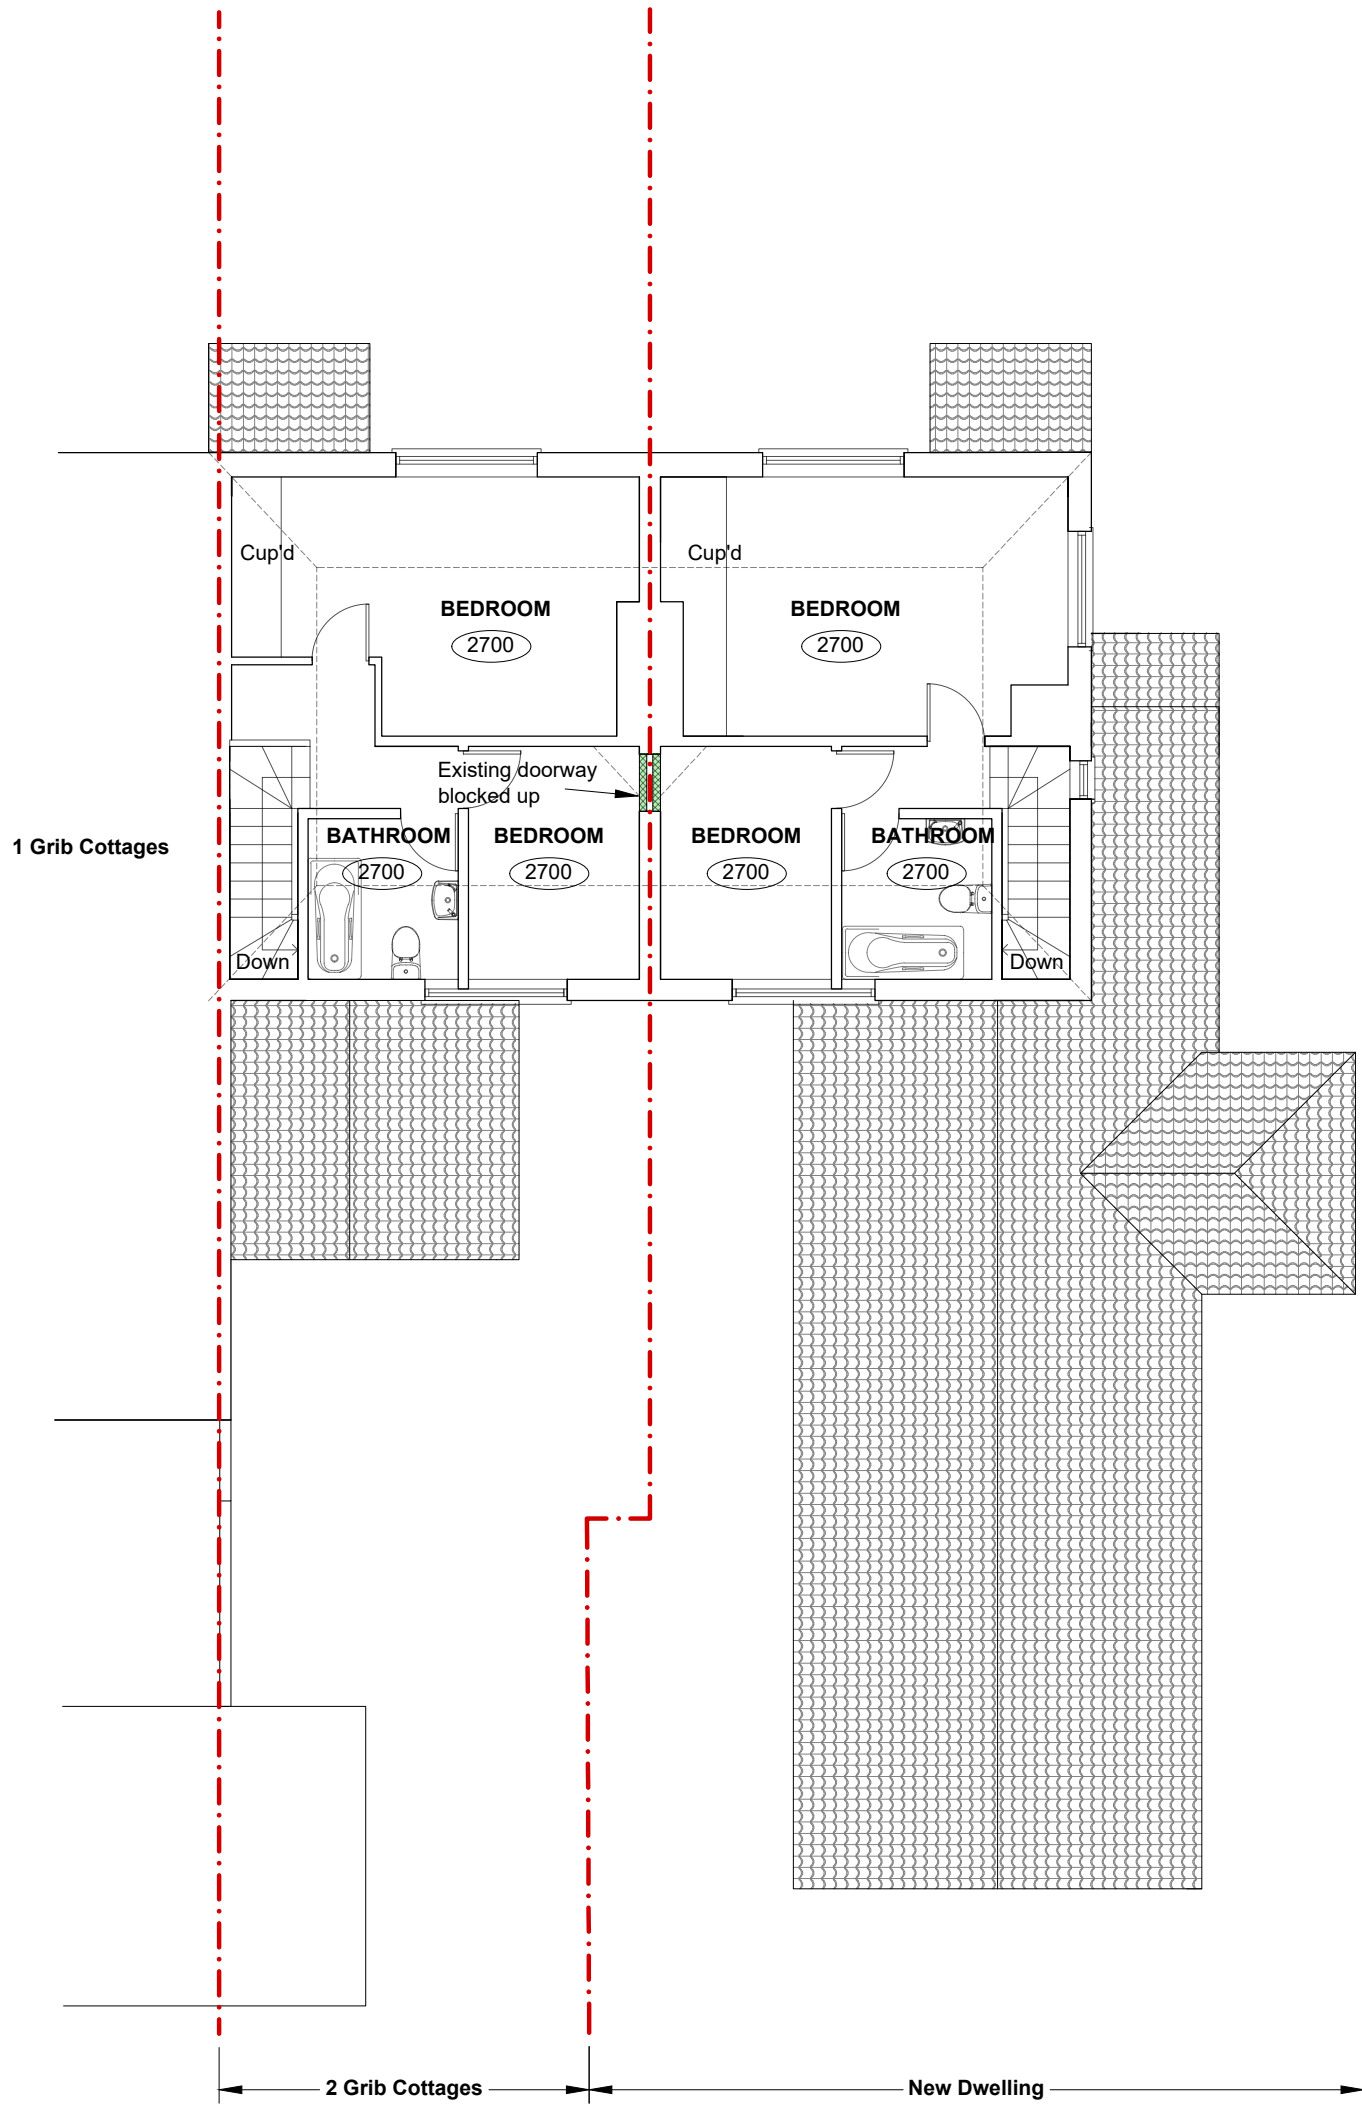 Cup'd
Cup'd
BEDROOM
2700
BEDROOM
2700
Existing doorway
blocked up
1 Grib Cottages
BATHROOM
2700
BEDROOM
2700
BEDROOM
2700
BATHROOM
2700
Down
Down
2 Grib Cottages
New Dwelling